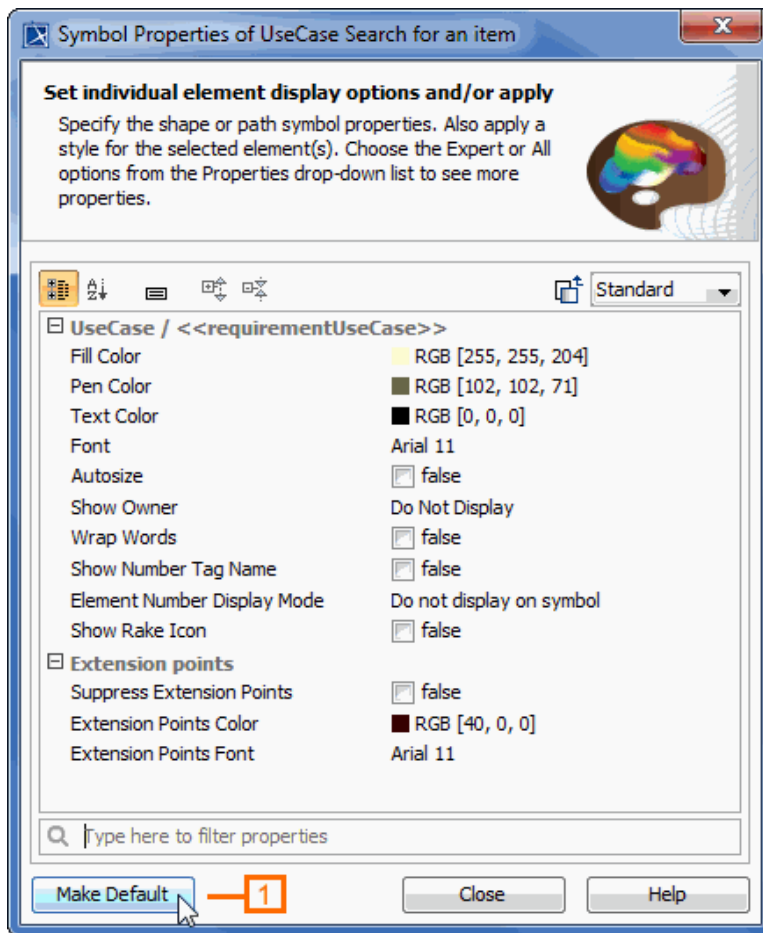 Symbol Properties of UseCase Search for an item
X
Set individual element display options and/or apply
Specify the shape or path symbol properties. Also apply a
style for the selected element(s). Choose the Expert or All
options from the Properties drop-down list to see more
properties.
Standard
UseCase / <<requirementUseCase>>
Fill Color RGB [255, 255, 204]
Pen Color RGB [102, 102, 71]
Text Color RGB [0, 0, 0]
Font Arial 11
Autosize false
Show Owner Do Not Display
Wrap Words false
Show Number Tag Name false
Element Number Display Mode Do not display on symbol
Show Rake Icon false
Extension points
Suppress Extension Points false
Extension Points Color RGB [40, 0, 0]
Extension Points Font Arial 11
Type here to filter properties
Make Default 1 Close Help